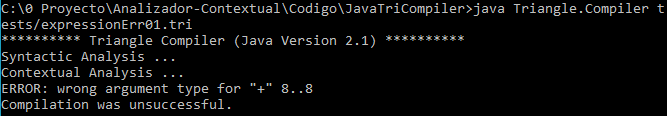 C:\0 Proyecto\Analizador-Contextual\Codigo\JavaTriCompiler>java Triangle.Compiler t
ests/expressionErr01.tri
********** Triangle Compiler (Java Version 2.1) **********
Syntactic Analysis ...
Contextual Analysis ...
ERROR: wrong argument type for "+" 8..8
Compilation was unsuccessful.